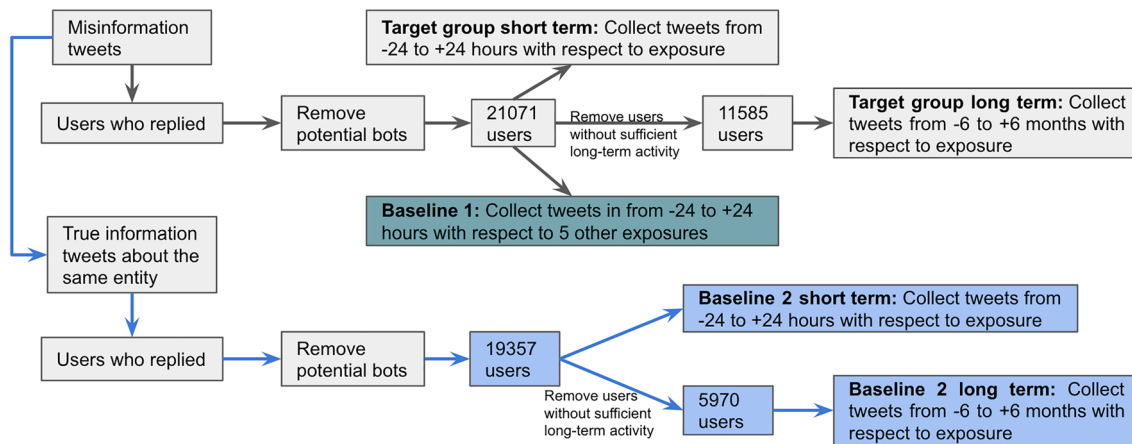 Misinformation
tweets
Target group short term: Collect tweets from
-24 to +24 hours with respect to exposure
Users who replied
Remove
potential bots
21071
users
Remove users
without sufficient
long-term activity
11585
users
Target group long term: Collect
tweets from -6 to +6 months with
respect to exposure
Baseline 1: Collect tweets in from -24 to +24
hours with respect to 5 other exposures
True information
tweets about the
same entity
Baseline 2 short term: Collect tweets from
-24 to +24 hours with respect to exposure
Users who replied
Remove
potential bots
19357
users
Remove users
without sufficient
long-term activity
5970
users
Baseline 2 long term: Collect
tweets from -6 to +6 months with
respect to exposure